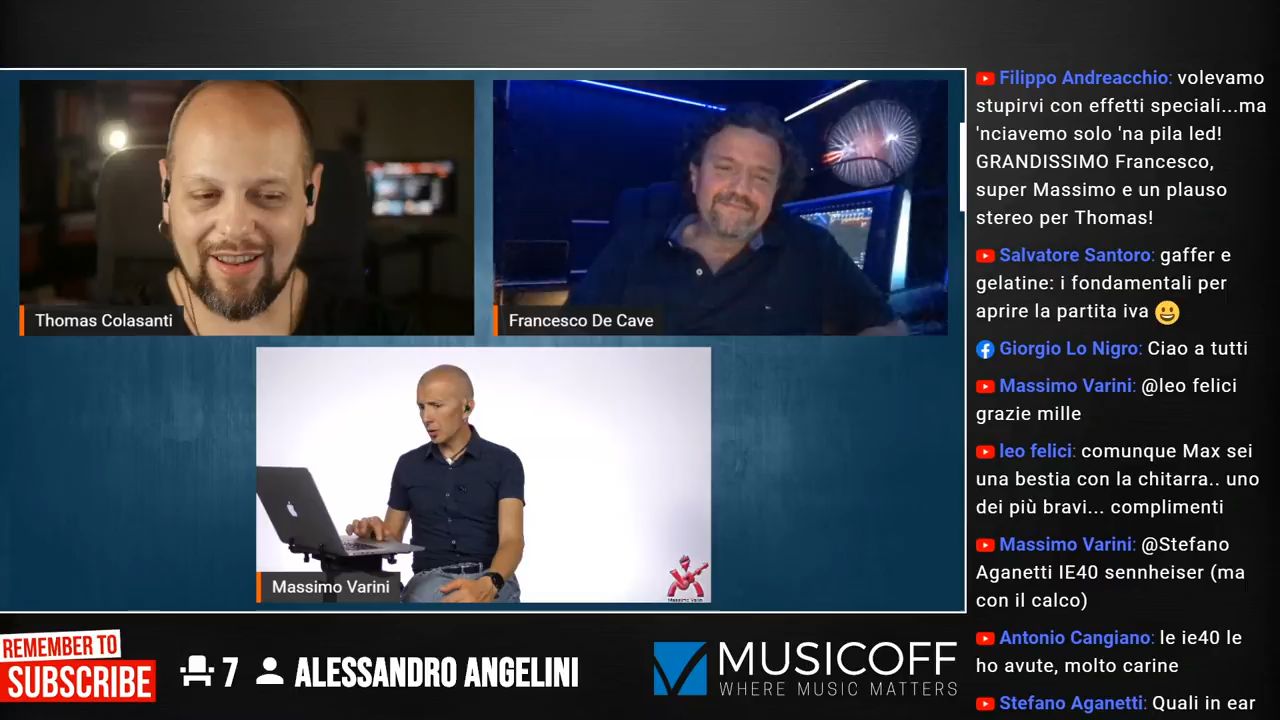 Thomas Colasanti
Francesco De Cave
Massimo Varini
Massimo Varini
REMEMBER TO
SUBSCRIBE
7 ALESSANDRO ANGELINI
MUSICOFF
WHERE MUSIC MATTERS
Filippo Andreacchio: volevamo
stupirvi con effetti speciali...ma
'nciavemo solo 'na pila led!
GRANDISSIMO Francesco,
super Massimo e un plauso
stereo per Thomas!
Salvatore Santoro: gaffer e
gelatine: i fondamentali per
aprire la partita iva 😀
Giorgio Lo Nigro: Ciao a tutti
Massimo Varini: @leo felici
grazie mille
leo felici: comunque Max sei
una bestia con la chitarra.. uno
dei più bravi... complimenti
Massimo Varini: @Stefano
Aganetti IE40 sennheiser (ma
con il calco)
Antonio Cangiano: le ie40 le
ho avute, molto carine
Stefano Aganetti: Quali in ear